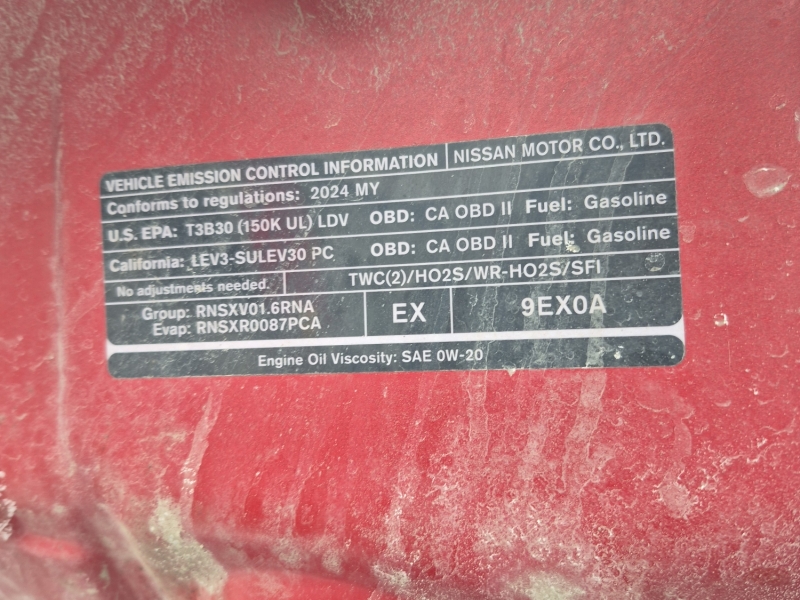 VEHICLE EMISSION CONTROL INFORMATION NISSAN MOTOR CO., LTD.
Conforms to regulations: 2024 MY
U.S. EPA: T3B30 (150K UL) LDV OBD: CA OBD II Fuel: Gasoline
California: LEV3-SULEV30 PC OBD: CA OBD II Fuel: Gasoline
No adjustments needed. TWC(2)/HO2S/WR-HO2S/SFI
Group: RNSXV01.6RNA
Evap: RNSXR0087PCA
EX
9EX0A
Engine Oil Viscosity: SAE 0W-20